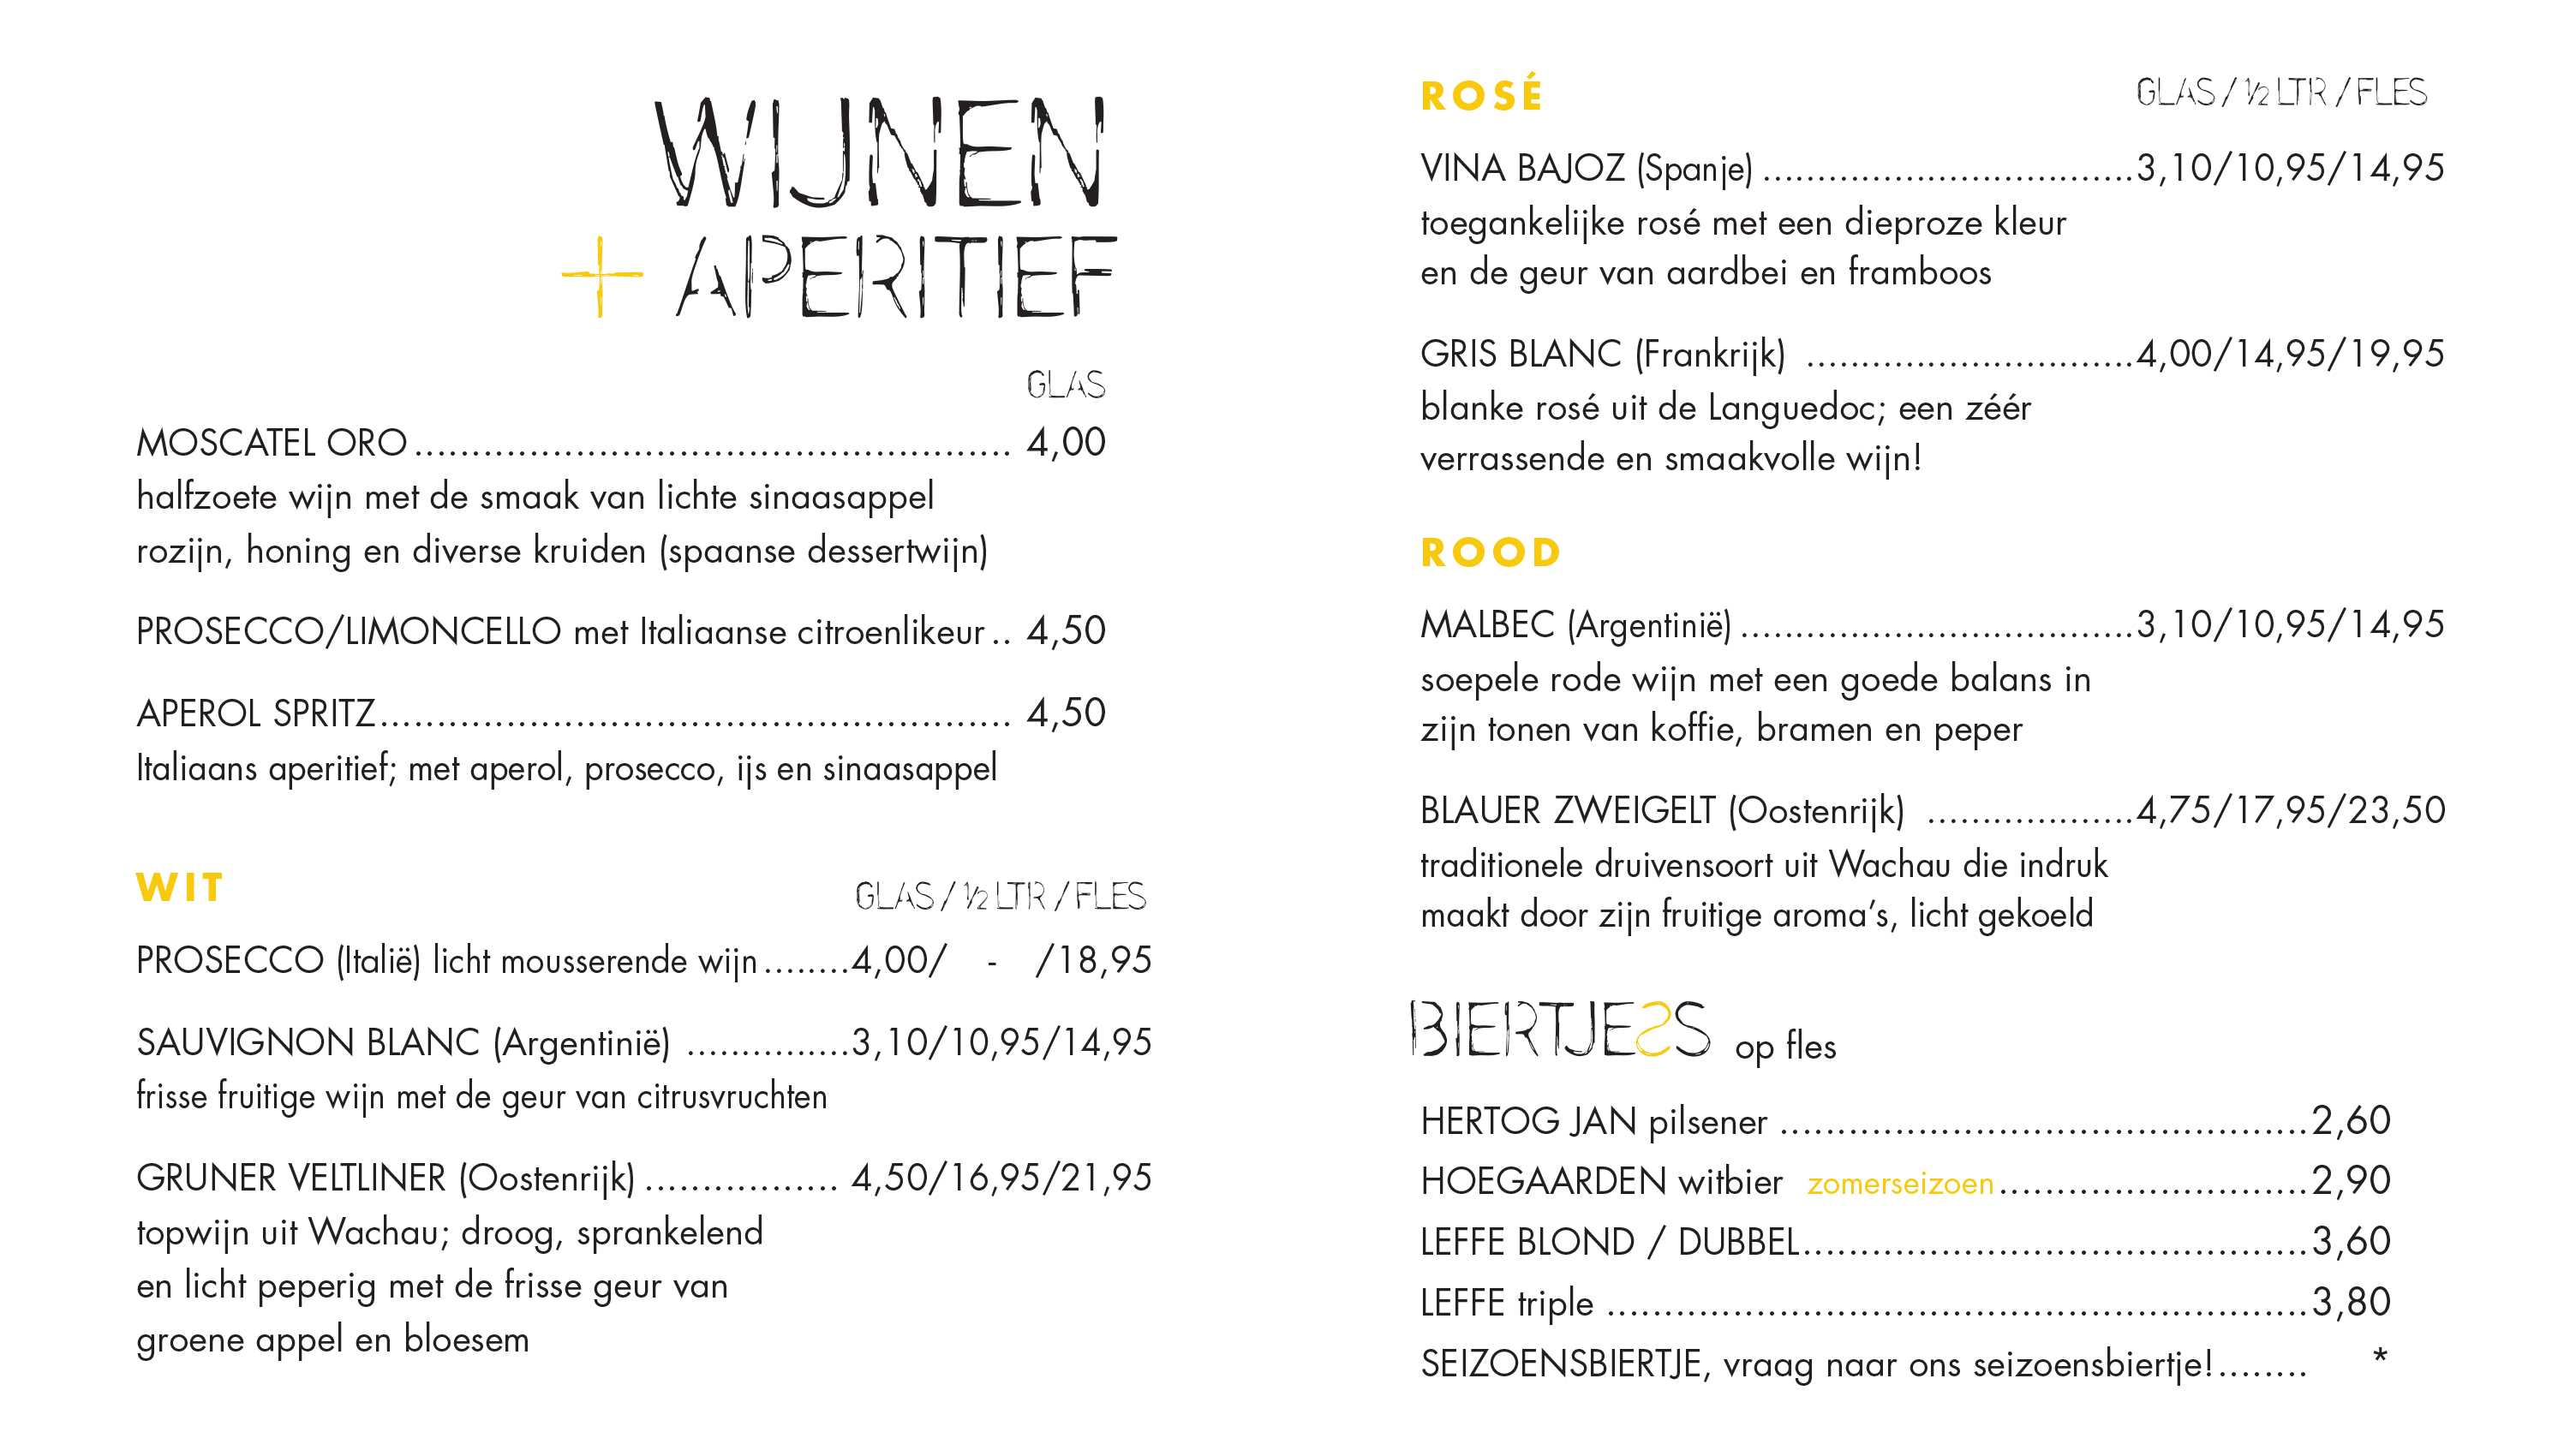 WIJNEN
+ APERITIEF
GLAS
MOSCATEL ORO.................................................... 4,00
halfzoete wijn met de smaak van lichte sinaasappel
rozijn, honing en diverse kruiden (spaanse dessertwijn)
PROSECCO/LIMONCELLO met Italiaanse citroenlikeur.. 4,50
APEROL SPRITZ....................................................... 4,50
Italiaans aperitief; met aperol, prosecco, ijs en sinaasappel
WIT GLAS / ½ LTR / FLES
PROSECCO (Italië) licht mousserende wijn........4,00/ - /18,95
SAUVIGNON BLANC (Argentinië) ...............3,10/10,95/14,95
frisse fruitige wijn met de geur van citrusvruchten
GRUNER VELTLINER (Oostenrijk)................. 4,50/16,95/21,95
topwijn uit Wachau; droog, sprankelend
en licht peperig met de frisse geur van
groene appel en bloesem
ROSÉ GLAS / ½ LTR / FLES
VINA BAJOZ (Spanje)..................................3,10/10,95/14,95
toegankelijke rosé met een dieproze kleur
en de geur van aardbei en framboos
GRIS BLANC (Frankrijk) ..............................4,00/14,95/19,95
blanke rosé uit de Languedoc; een zéér
verrassende en smaakvolle wijn!
ROOD
MALBEC (Argentinië)....................................3,10/10,95/14,95
soepele rode wijn met een goede balans in
zijn tonen van koffie, bramen en peper
BLAUER ZWEIGELT (Oostenrijk) ...................4,75/17,95/23,50
traditionele druivensoort uit Wachau die indruk
maakt door zijn fruitige aroma's, licht gekoeld
BIERTJESS op fles
HERTOG JAN pilsener ..............................................2,60
HOEGAARDEN witbier zomerseizoen...........................2,90
LEFFE BLOND / DUBBEL............................................3,60
LEFFE triple .............................................................3,80
SEIZOENSBIERTJE, vraag naar ons seizoensbiertje!........ *